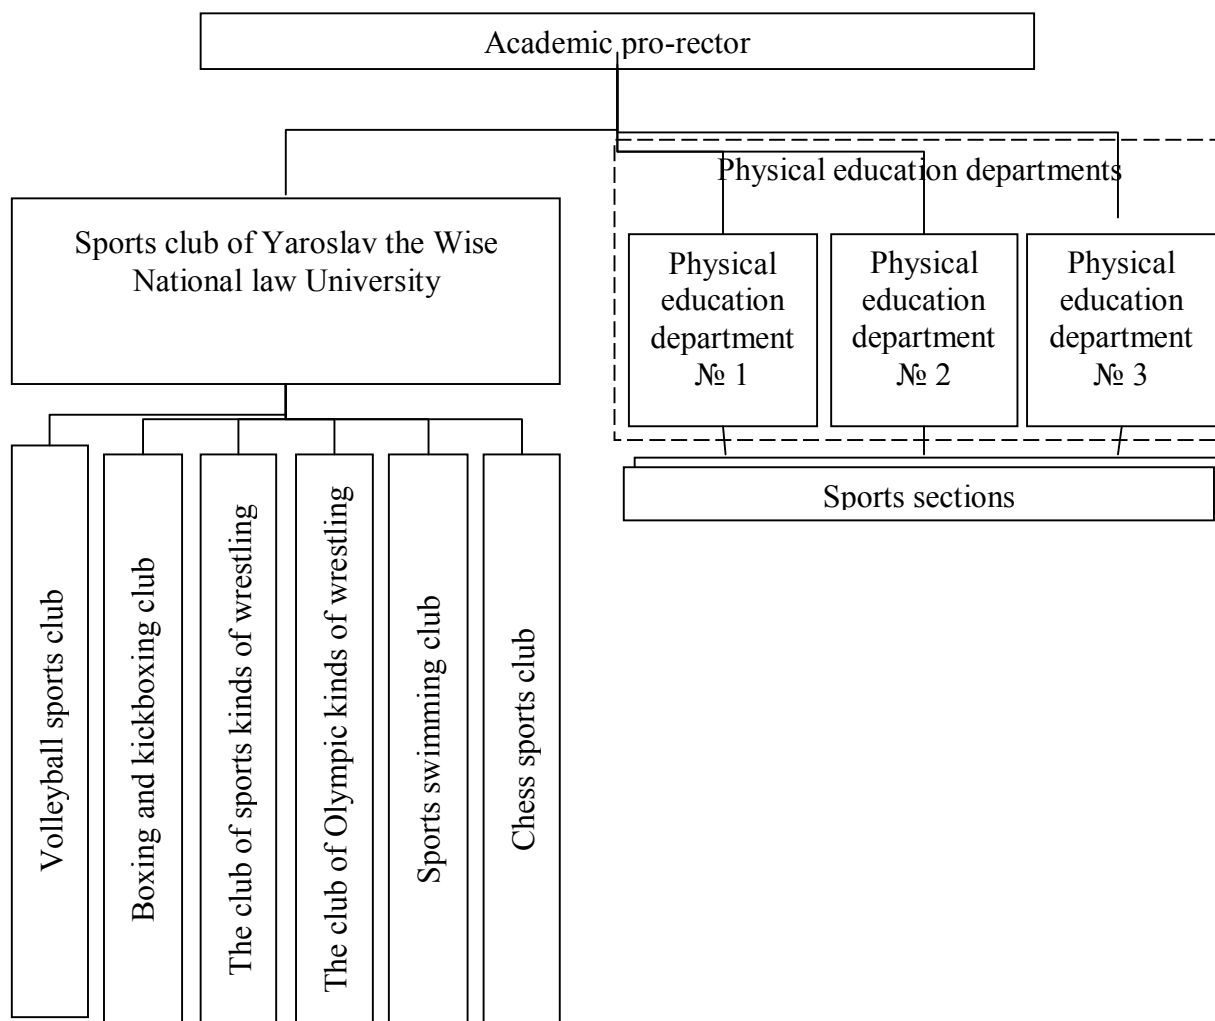 Academic pro-rector
Physical education departments
Sports club of Yaroslav the Wise
National law University
Physical
education
department
№ 1
Physical
education
department
№ 2
Physical
education
department
№ 3
Sports sections
Volleyball sports club
Boxing and kickboxing club
The club of sports kinds of wrestling
The club of Olympic kinds of wrestling
Sports swimming club
Chess sports club